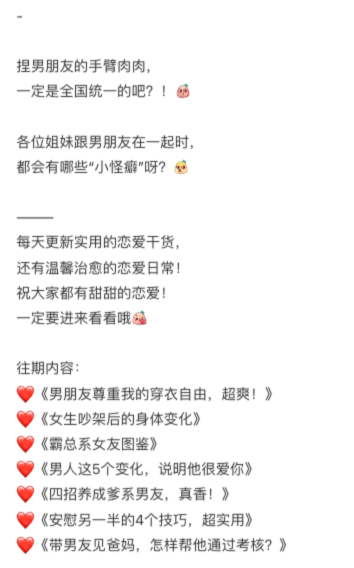 -
捏男朋友的手臂肉肉，
一定是全国统一的吧？！
各位姐妹跟男朋友在一起时，
都会有哪些“小怪癖”呀？
———
每天更新实用的恋爱干货，
还有温馨治愈的恋爱日常！
祝大家都有甜甜的恋爱！
一定要进来看看哦
往期内容：
❤️《男朋友尊重我的穿衣自由，超爽！》
❤️《女生吵架后的身体变化》
❤️《霸总系女友图鉴》
❤️《男人这5个变化，说明他很爱你》
❤️《四招养成爹系男友，真香！》
❤️《安慰另一半的4个技巧，超实用》
❤️《带男友见爸妈，怎样帮他通过考核？》